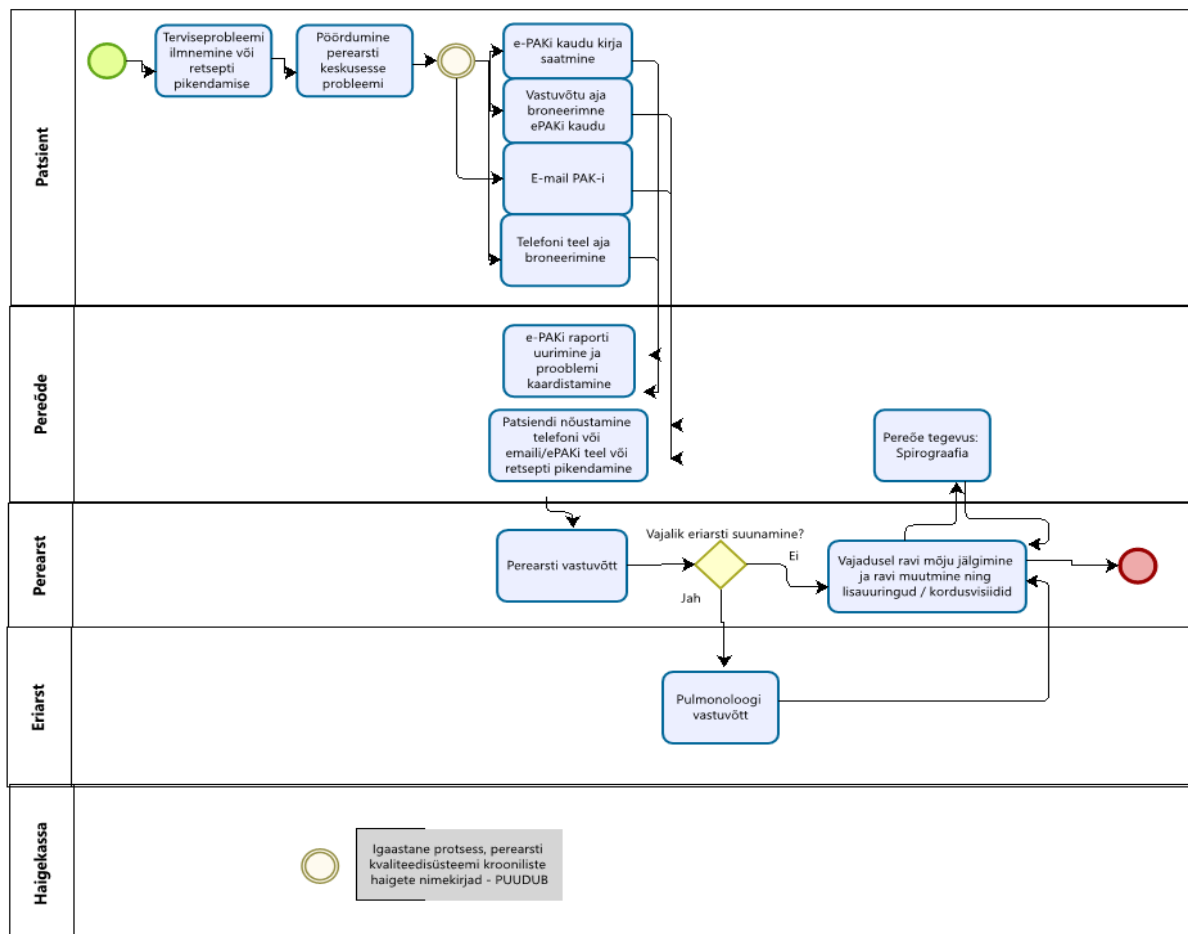 Patsient
Terviseprobleemi
ilmnemine või
retsepti
pikendamise
Pöördumine
perearsti
keskusesse
probleemi
e-PAKi kaudu kirja
saatmine
Vastuvõtu aja
broneerimne
ePAKi kaudu
E-mail PAK-i
Telefoni teel aja
broneerimine
Pereõde
e-PAKi raporti
uurimine ja
prooblemi
kaardistamine
Patsiendi nõustamine
telefoni või
emaili/ePAKi teel või
retsepti pikendamine
Pereõe tegevus:
Spirograafia
Perearst
Perearsti vastuvõtt
Vajalik eriarsti suunamine?
Ei
Jah
Vajadusel ravi mõju jälgimine
ja ravi muutmine ning
lisauuringud / kordusvisiidid
Eriarst
Pulmonoloogi
vastuvõtt
Haigekassa
Igaastane protsess, perearsti
kvaliteedisüsteemi krooniliste
haigete nimekirjad - PUUDUB